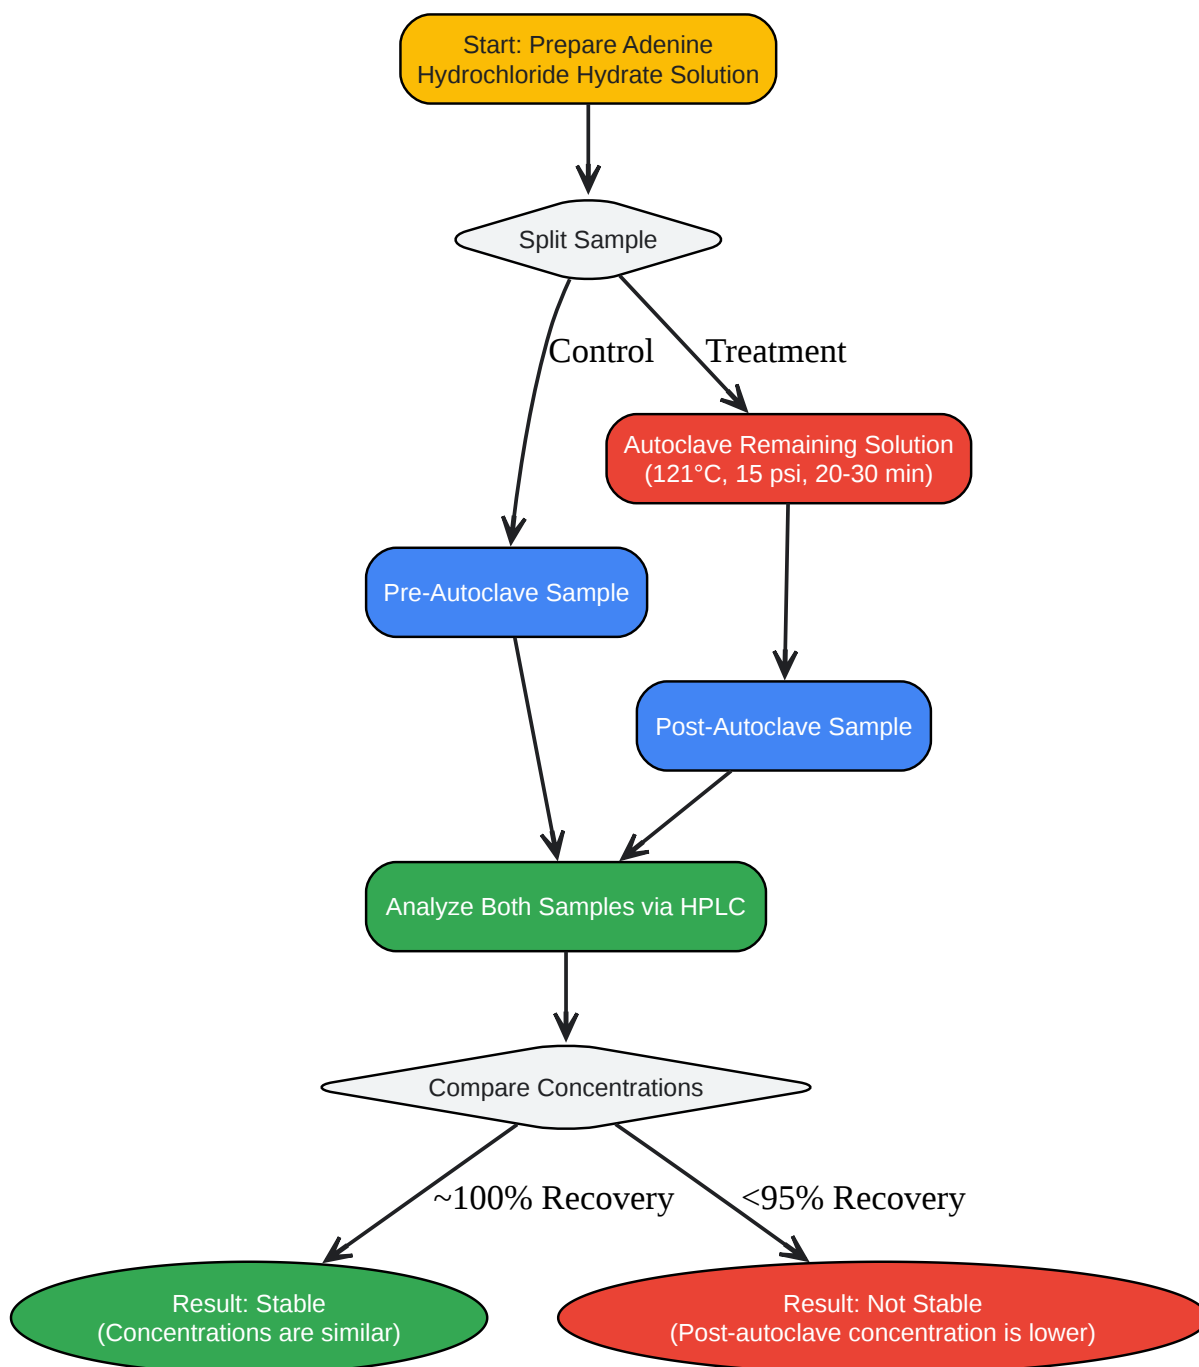 Start: Prepare Adenine
Hydrochloride Hydrate Solution
Split Sample
Control
Treatment
Autoclave Remaining Solution
(121°C, 15 psi, 20-30 min)
Pre-Autoclave Sample
Post-Autoclave Sample
Analyze Both Samples via HPLC
Compare Concentrations
~100% Recovery
<95% Recovery
Result: Stable
(Concentrations are similar)
Result: Not Stable
(Post-autoclave concentration is lower)